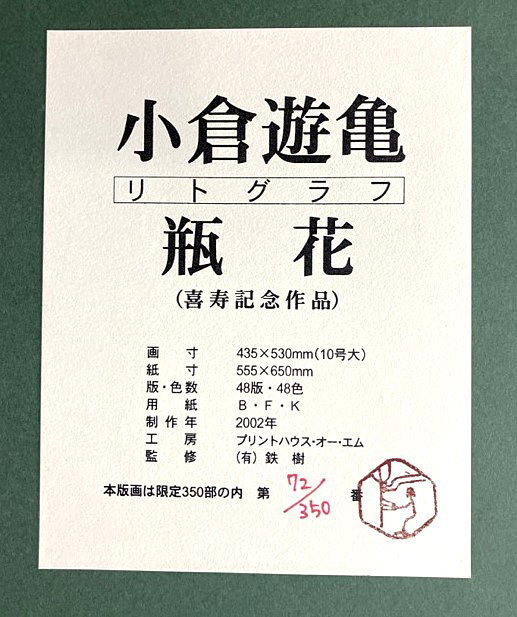 小倉遊亀
リトグラフ
瓶花
（喜寿記念作品）
画寸 435×530mm（10号大）
紙寸 555×650mm
版・色数 48版・48色
用紙 B・F・K
制作年 2002年
工房 プリントハウス・オー・エム
監修 （有）鉄樹
本版画は限定350部の内 第 72/350 番